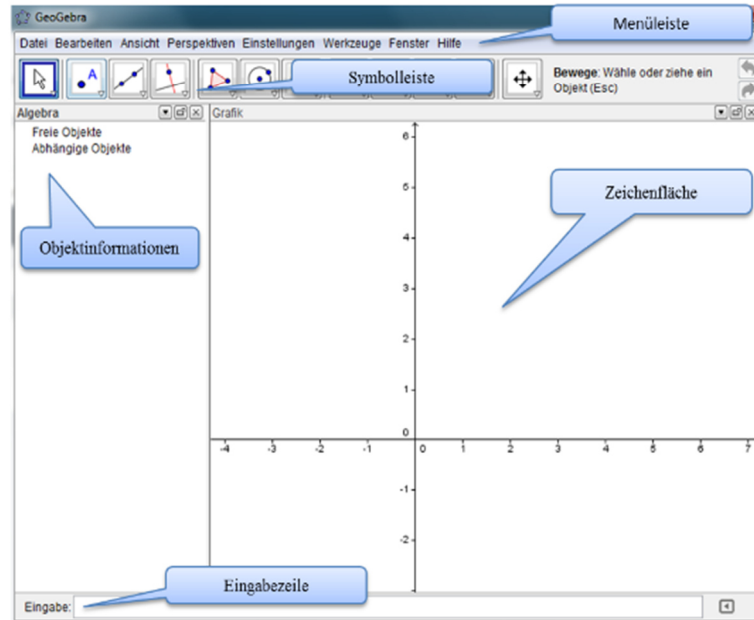 GeoGebra
Menüleiste
Datei Bearbeiten Ansicht Perspektiven Einstellungen Werkzeuge Fenster Hilfe
A
Symbolleiste
Bewege: Wähle oder ziehe ein
Objekt (Esc)
Algebra
Grafik
Freie Objekte
Abhängige Objekte
Objektinformationen
Zeichenfläche
6
5
4
3
2
1
0
-4 -3 -2 -1 0 1 2 3 4 5 6 7
-1
-2
Eingabezeile
Eingabe: